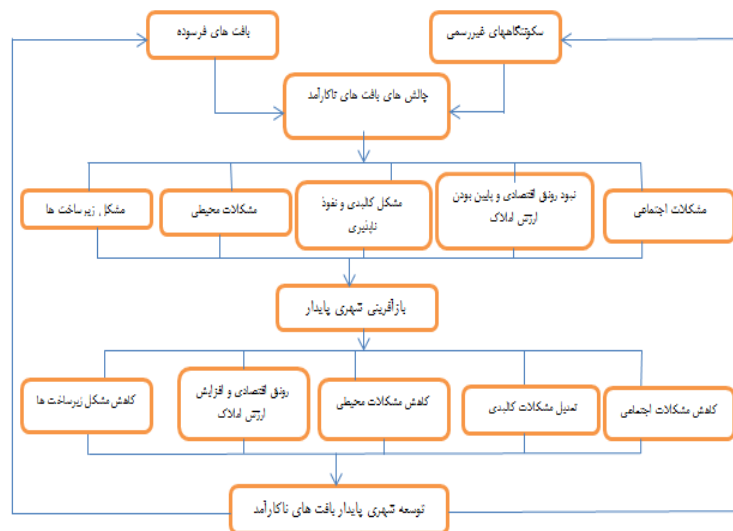 سکونتگاههای غیررسمی
بافت های فرسوده
چالش های بافت های ناکارآمد
مشکلات اجتماعی
نبود رونق اقتصادی و پایین بودن
ارزش املاک
مشکل کالبدی و نفوذ
ناپذیری
مشکلات محیطی
مشکل زیرساخت ها
بازآفرینی شهری پایدار
کاهش مشکلات اجتماعی
تعدیل مشکلات کالبدی
کاهش مشکلات محیطی
رونق اقتصادی و افزایش
ارزش املاک
کاهش مشکل زیرساخت ها
توسعه شهری پایدار بافت های ناکارآمد